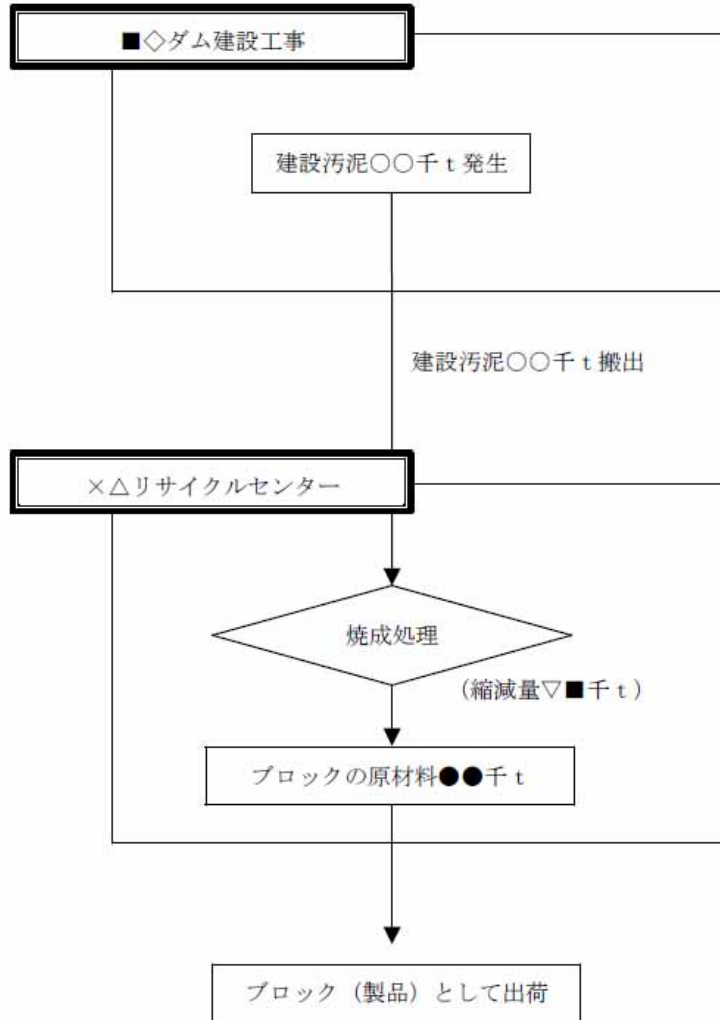 ■◇ダム建設工事
建設汚泥○○千ｔ発生
建設汚泥○○千ｔ搬出
×△リサイクルセンター
焼成処理
（縮減量▽■千ｔ）
ブロックの原材料●●千ｔ
ブロック（製品）として出荷